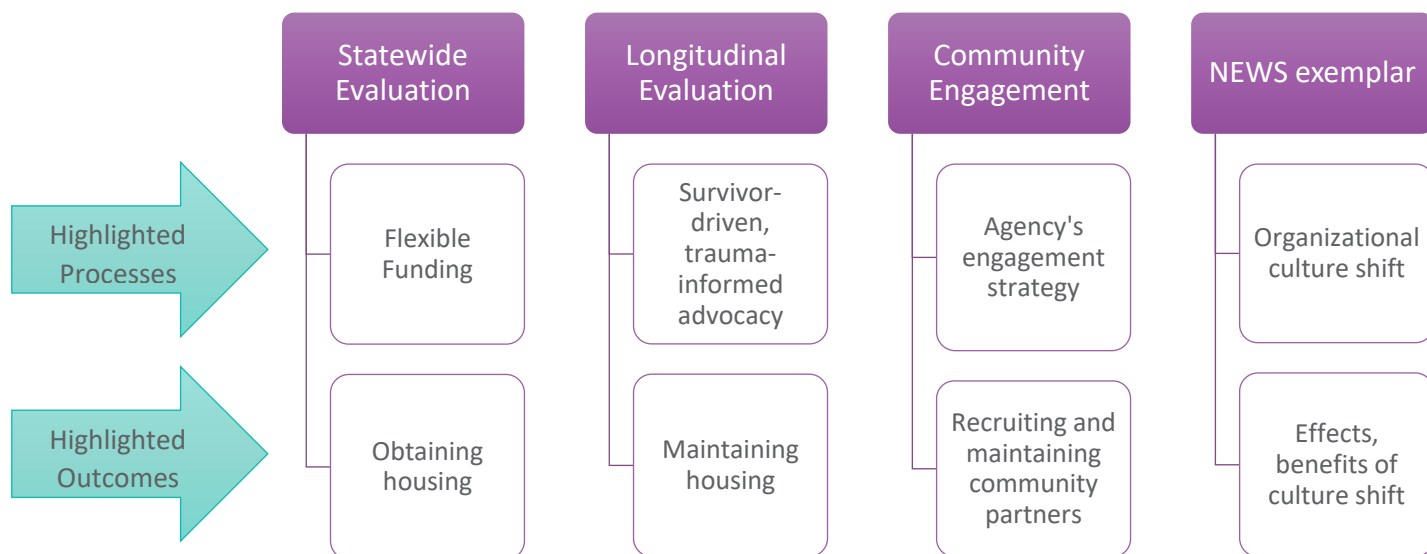 Statewide
Evaluation
Longitudinal
Evaluation
Community
Engagement
NEWS exemplar
Highlighted
Processes
Flexible
Funding
Survivor-
driven,
trauma-
informed
advocacy
Agency's
engagement
strategy
Organizational
culture shift
Highlighted
Outcomes
Obtaining
housing
Maintaining
housing
Recruiting and
maintaining
community
partners
Effects,
benefits of
culture shift